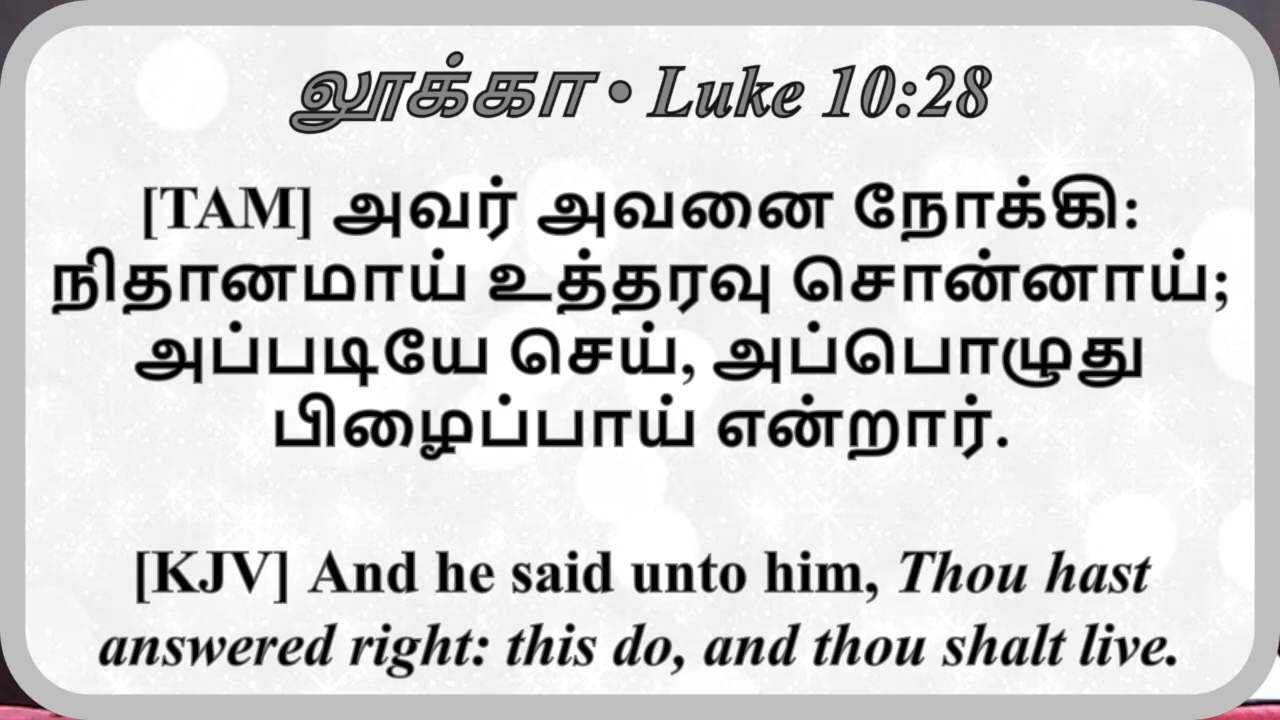 லூக்கா • Luke 10:28
[TAM] அவர் அவனை நோக்கி:
நிதானமாய் உத்தரவு சொன்னாய்;
அப்படியே செய், அப்பொழுது
பிழைப்பாய் என்றார்.
[KJV] And he said unto him, Thou hast
answered right: this do, and thou shalt live.